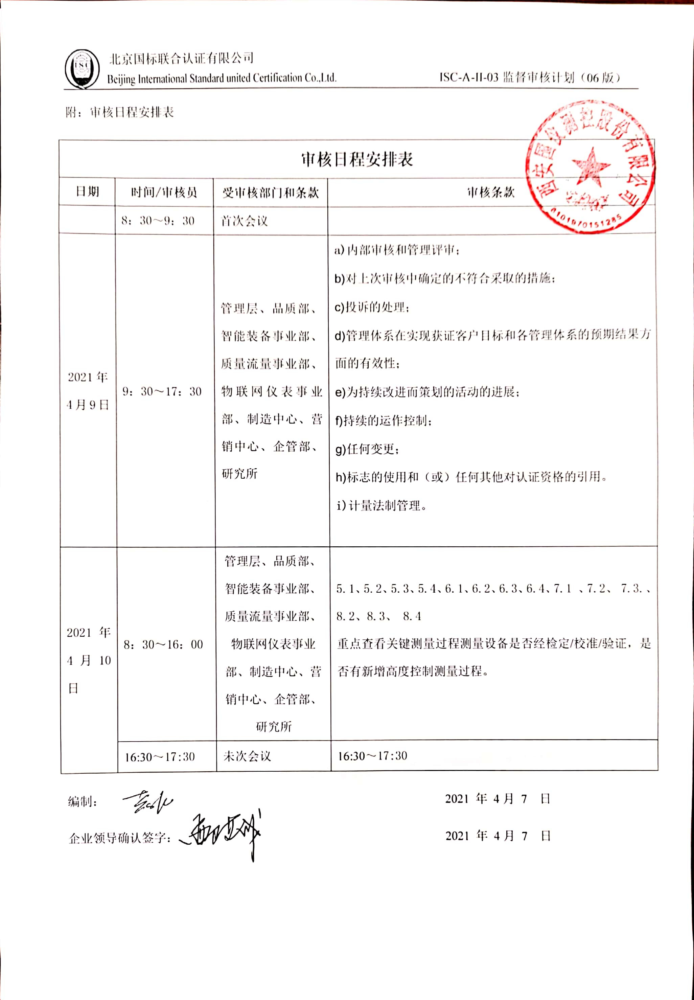 ISC
北京国标联合认证有限公司
Beijing International Standard united Certification Co.,Ltd.
ISC-A-II-03 监督审核计划（06 版）
附：审核日程安排表
审核日程安排表
日期
时间/审核员
受审核部门和条款
审核条款
8：30～9：30
首次会议
2021 年
4 月 9 日
9：30～17：30
管理层、品质部、
智能装备事业部、
质量流量事业部、
物联网仪表事业
部、制造中心、营
销中心、企管部、
研究所
a)内部审核和管理评审；
b)对上次审核中确定的不符合采取的措施；
c)投诉的处理；
d)管理体系在实现获证客户目标和各管理体系的预期结果方
面的有效性；
e)为持续改进而策划的活动的进展；
f)持续的运作控制；
g)任何变更；
h)标志的使用和（或）任何其他对认证资格的引用。
i)计量法制管理。
2021 年
4 月 10
日
8：30～16：00
管理层、品质部、
智能装备事业部、
质量流量事业部、
物联网仪表事业
部、制造中心、营
销中心、企管部、
研究所
5.1、5.2、5.3、5.4、6.1、6.2、6.3、6.4、7.1 、7.2、 7.3.、
8.2、8.3、 8.4
重点查看关键测量过程测量设备是否经检定/校准/验证，是
否有新增高度控制测量过程。
16:30～17:30
末次会议
16:30～17:30
编制：
2021 年 4 月 7 日
企业领导确认签字：
2021 年 4 月 7 日
测控股份有限公司
6101970151285